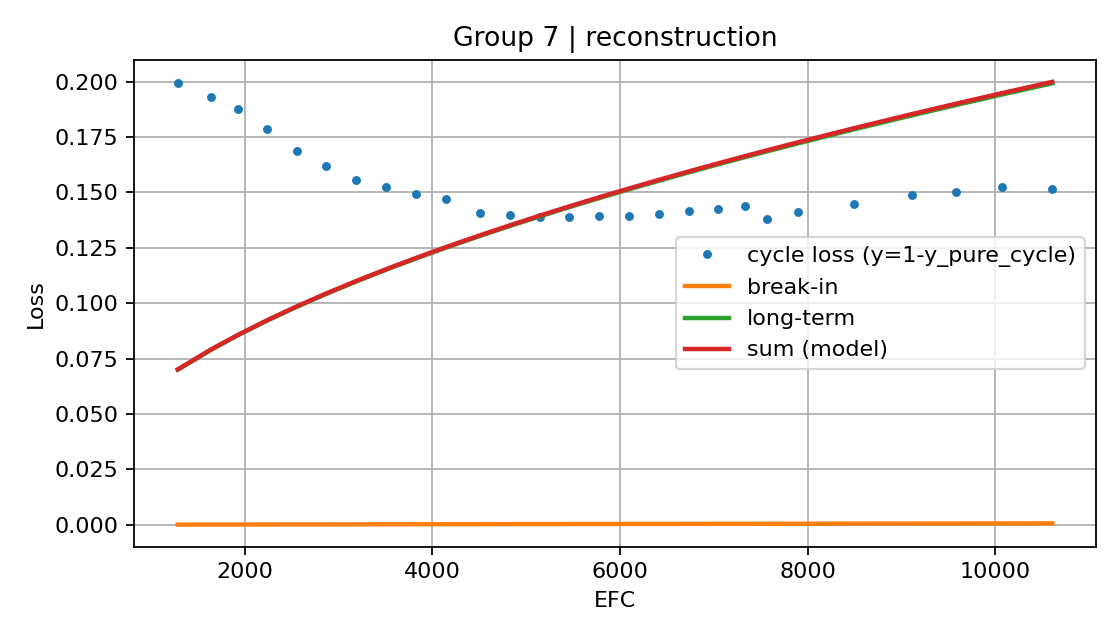 Group 7 | reconstruction
0.200
0.175
0.150
0.125
0.100
0.075
0.050
0.025
0.000
Loss
cycle loss (y=1-y_pure_cycle)
break-in
long-term
sum (model)
2000 4000 6000 8000 10000
EFC